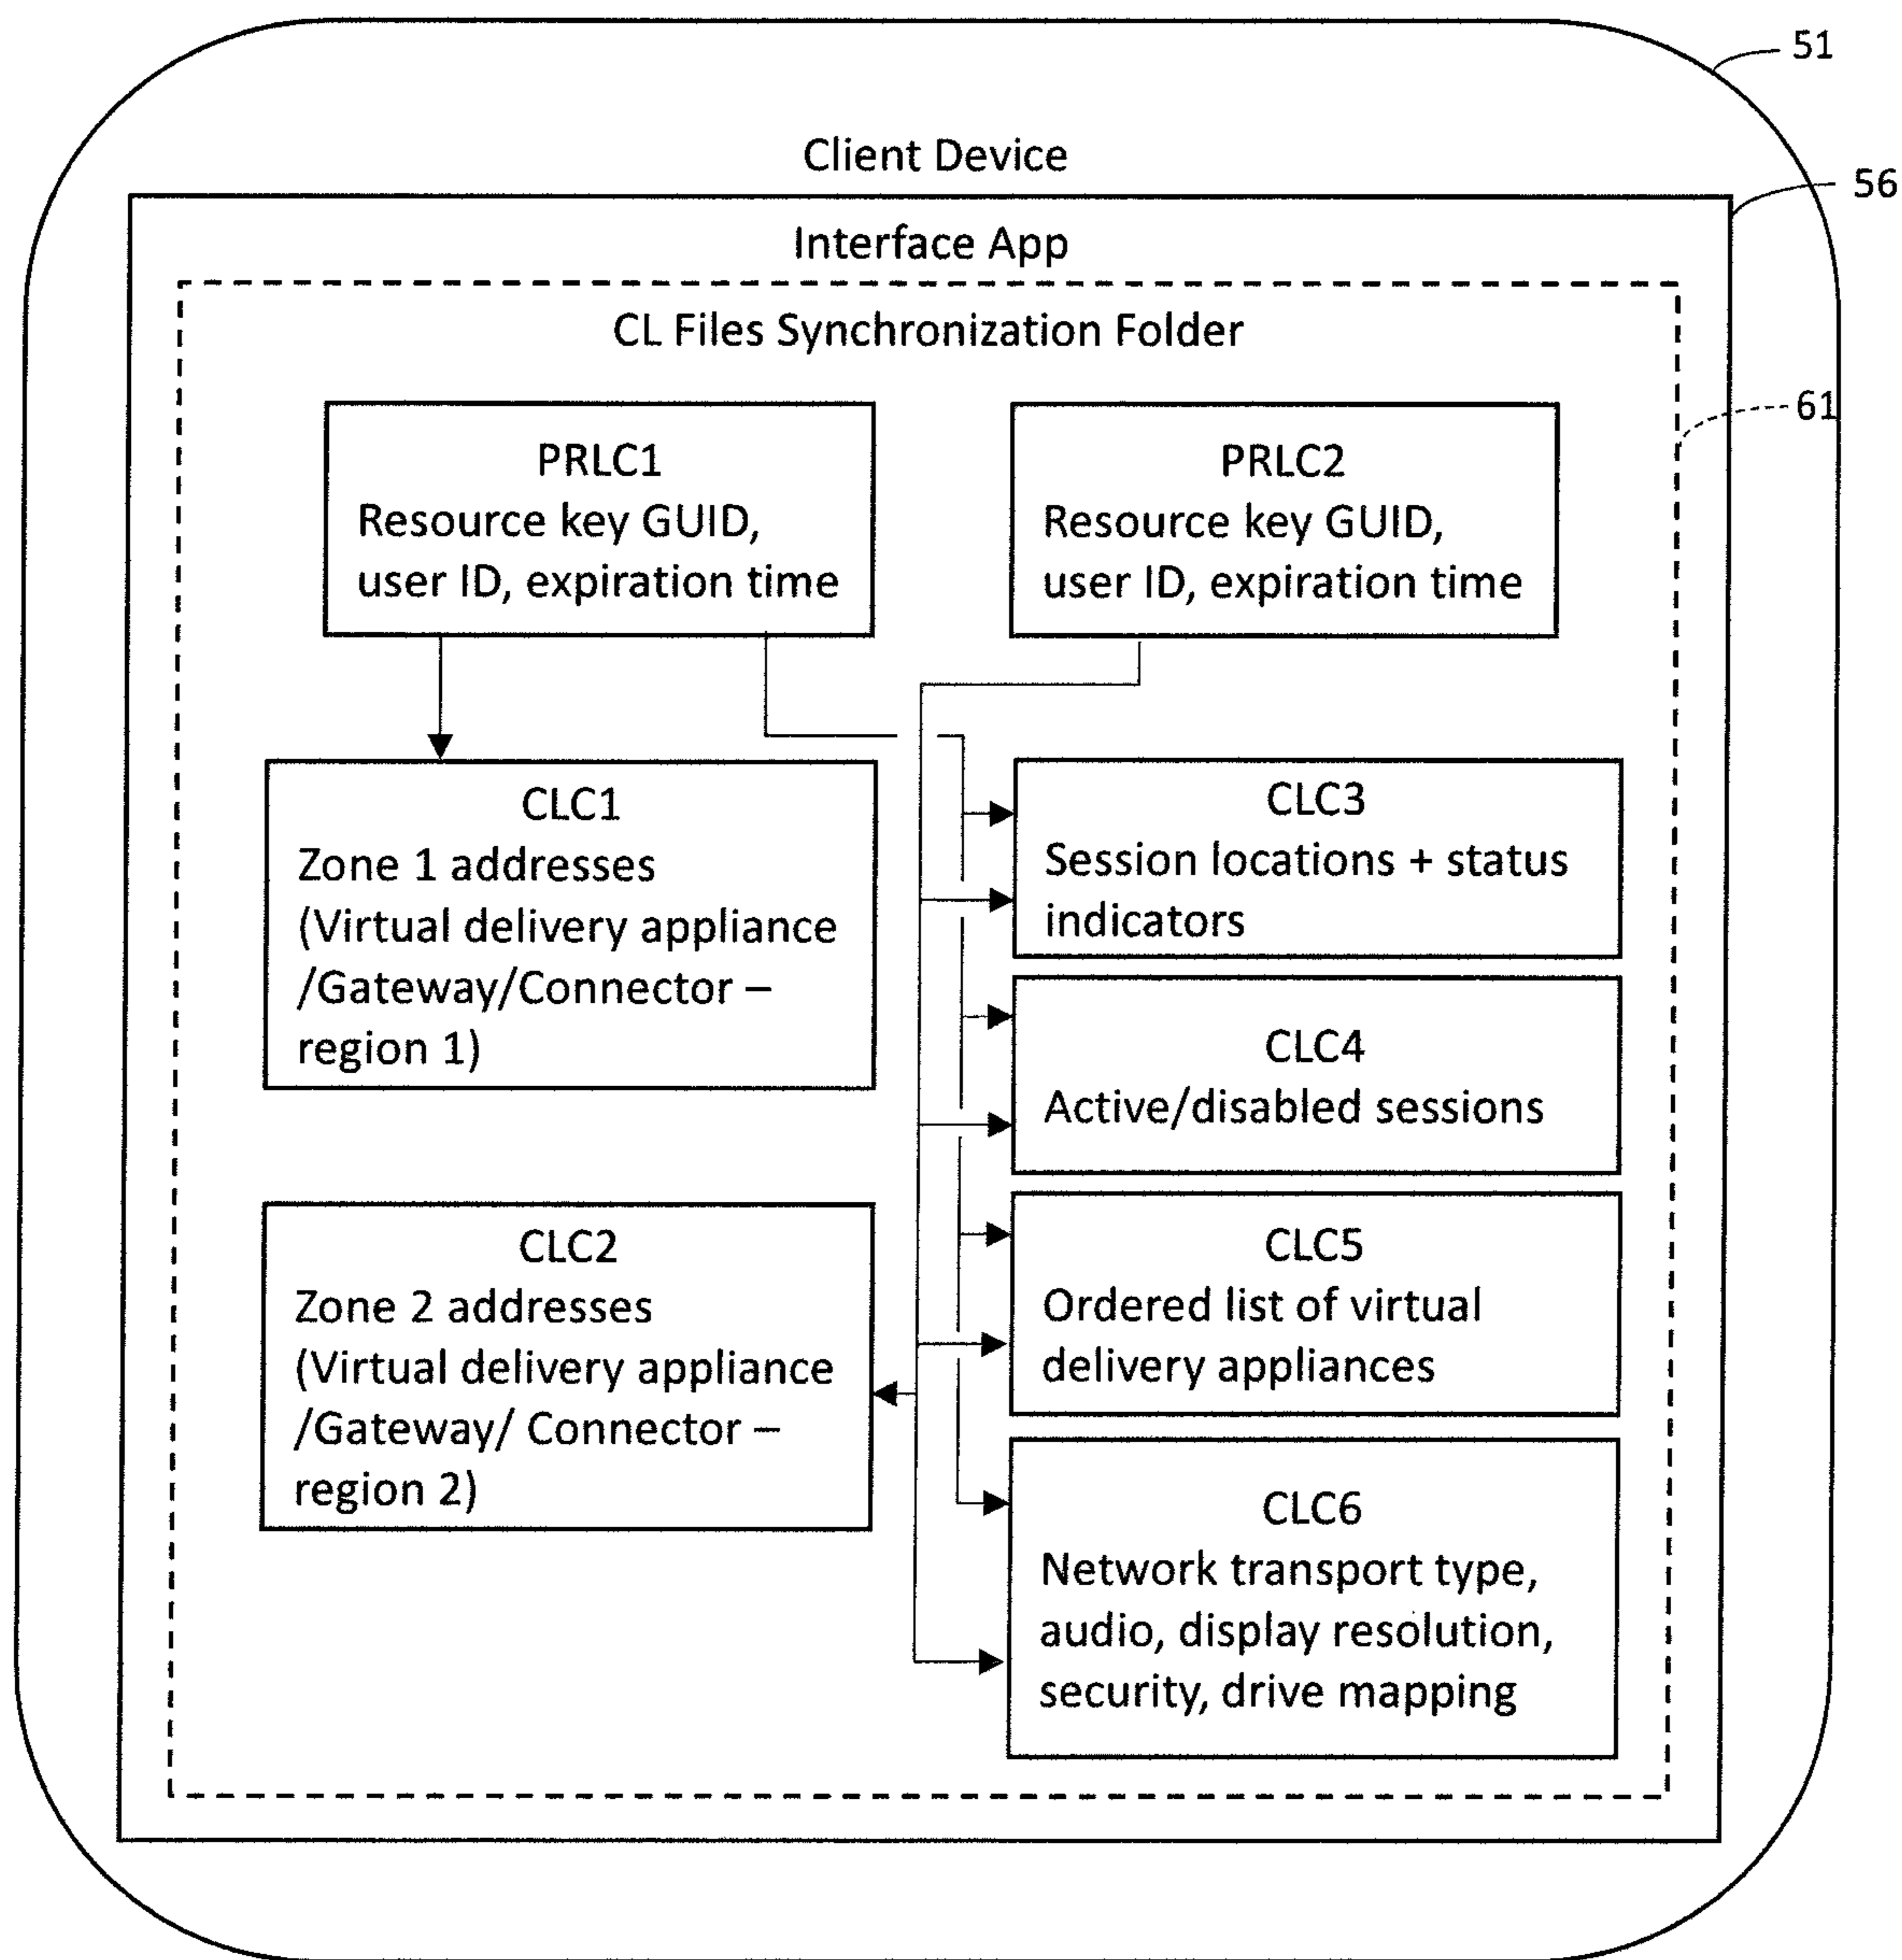 51
Client Device
56
Interface App
CL Files Synchronization Folder
61
PRLC1
Resource key GUID,
user ID, expiration time
PRLC2
Resource key GUID,
user ID, expiration time
CLC1
Zone 1 addresses
(Virtual delivery appliance
/Gateway/Connector –
region 1)
CLC3
Session locations + status
indicators
CLC4
Active/disabled sessions
CLC2
Zone 2 addresses
(Virtual delivery appliance
/Gateway/ Connector –
region 2)
CLC5
Ordered list of virtual
delivery appliances
CLC6
Network transport type,
audio, display resolution,
security, drive mapping